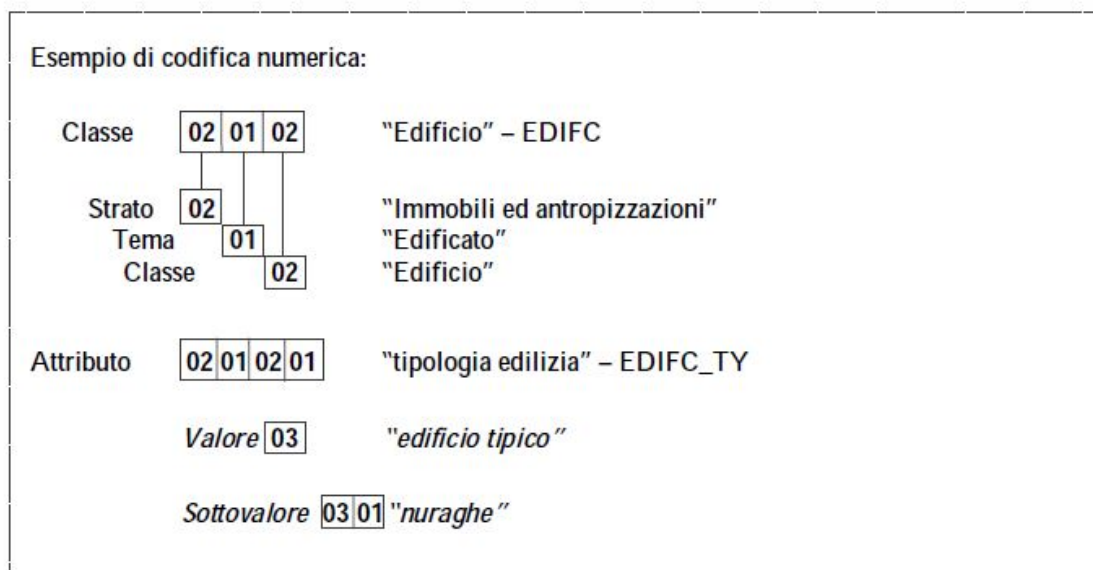 Esempio di codifica numerica:
Classe 02 01 02 “Edificio” – EDIFC
Strato 02 “Immobili ed antropizzazioni”
Tema 01 “Edificato”
Classe 02 “Edificio”
Attributo 02 01 02 01 “tipologia edilizia” – EDIFC_TY
Valore 03 “edificio tipico”
Sottovalore 03 01 “nuraghe”